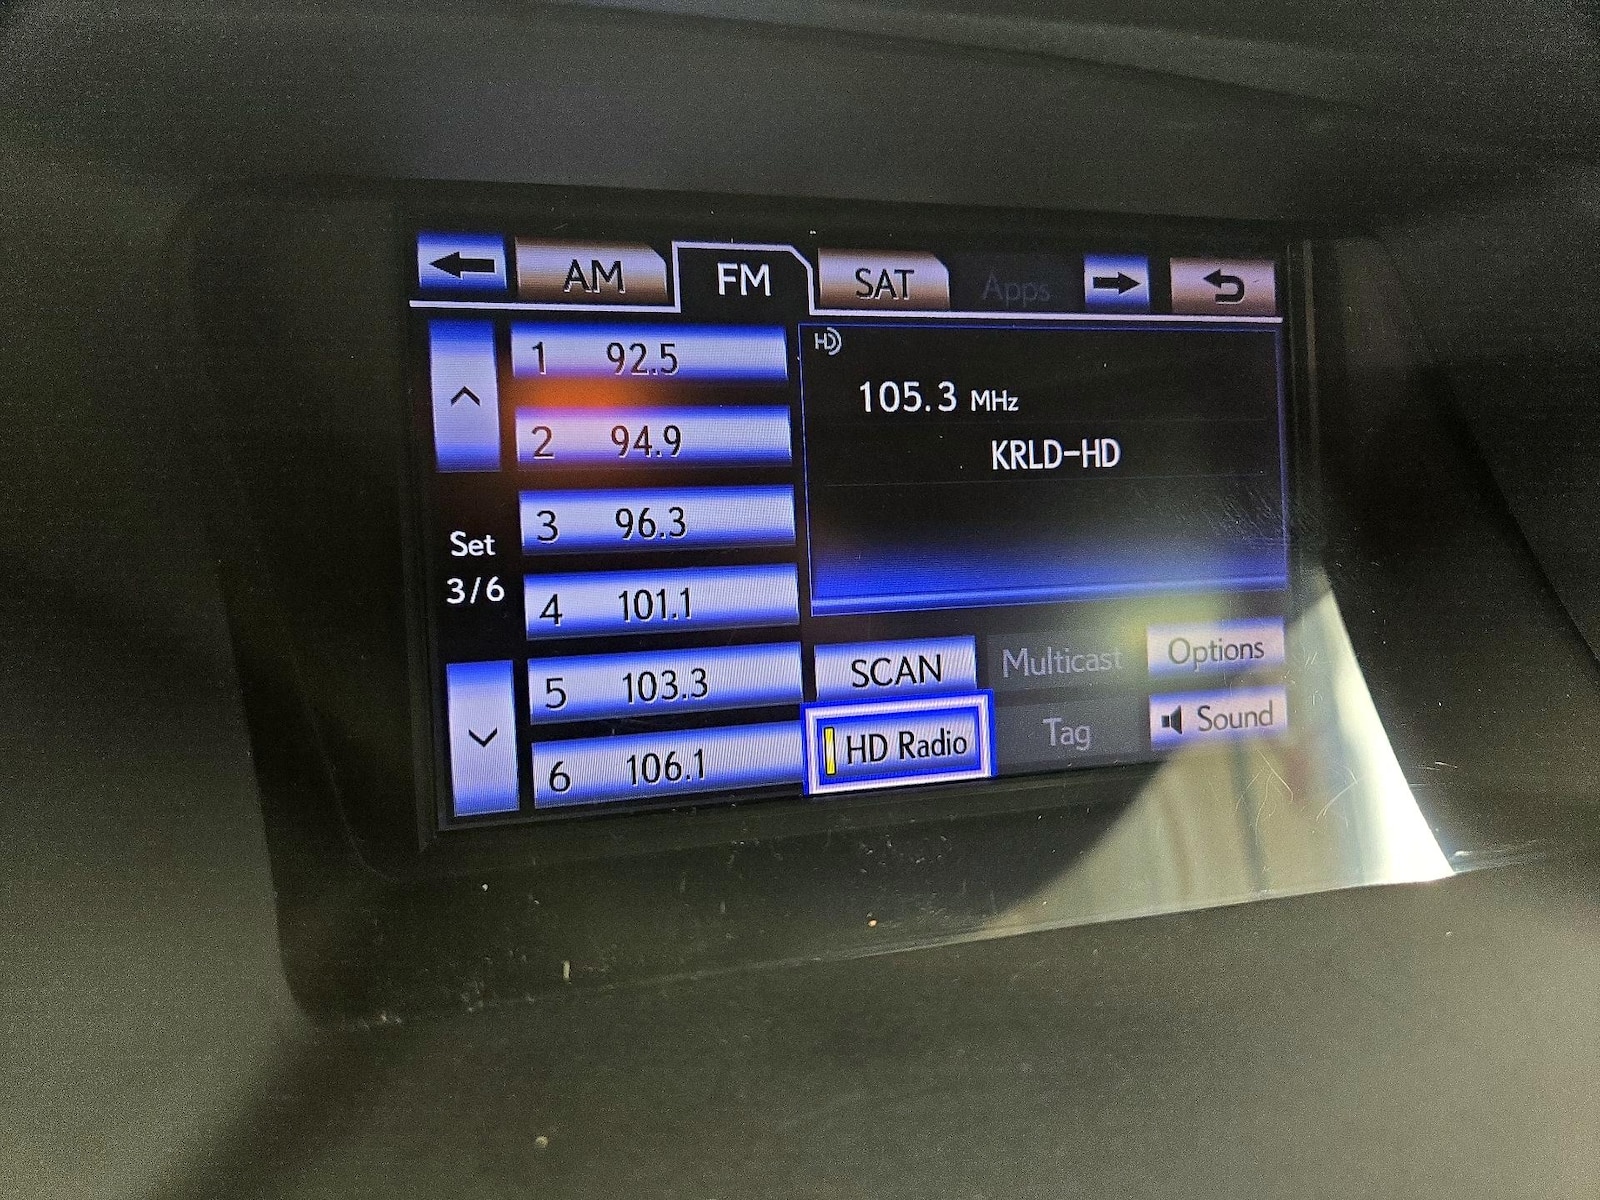 AM FM SAT Apps
HD
1 92.5
2 94.9
3 96.3
4 101.1
5 103.3
6 106.1
Set
3/6
105.3 MHz
KRLD-HD
SCAN Multicast Options
HD Radio Tag Sound